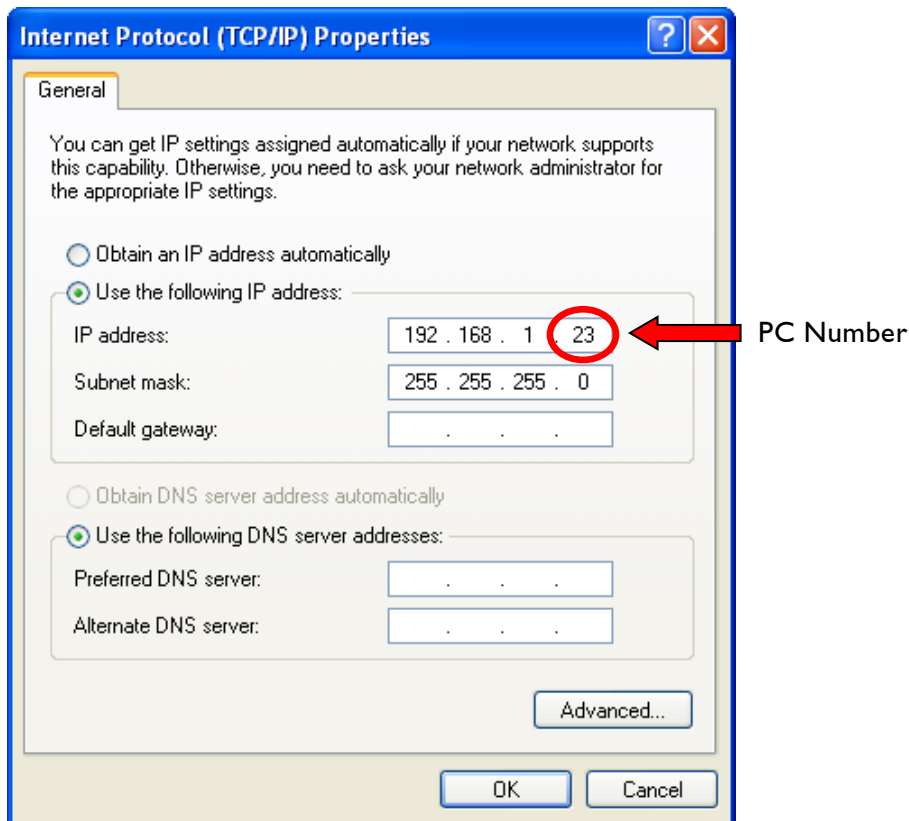 Internet Protocol (TCP/IP) Properties
General
You can get IP settings assigned automatically if your network supports
this capability. Otherwise, you need to ask your network administrator for
the appropriate IP settings.
Obtain an IP address automatically
Use the following IP address:
IP address: 192 . 168 . 1 . 23 PC Number
Subnet mask: 255 . 255 . 255 . 0
Default gateway: . . .
Obtain DNS server address automatically
Use the following DNS server addresses:
Preferred DNS server: . . .
Alternate DNS server: . . .
Advanced...
OK Cancel